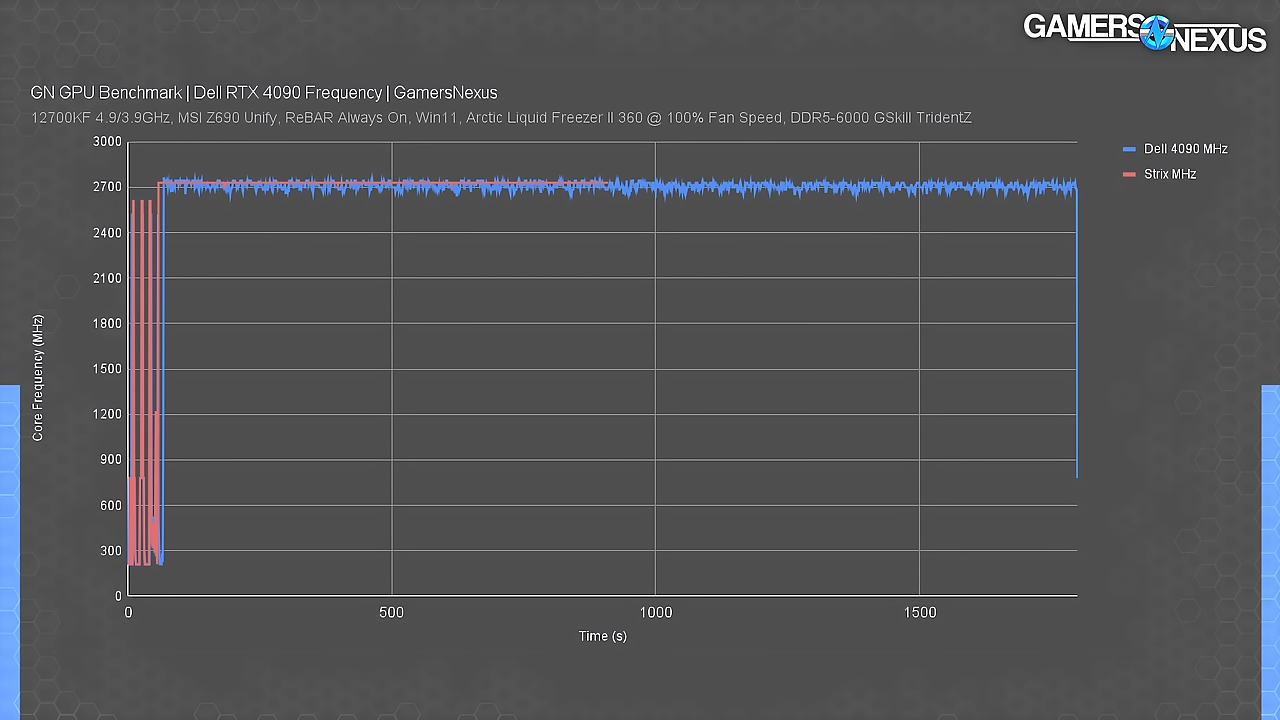 GAMERS NEXUS
GN GPU Benchmark | Dell RTX 4090 Frequency | GamersNexus
12700KF 4.9/3.9GHz, MSI Z690 Unify, ReBAR Always On, Win11, Arctic Liquid Freezer II 360 @ 100% Fan Speed, DDR5-6000 GSkill TridentZ
Dell 4090 MHz
Strix MHz
Core Frequency (MHz)
3000
2700
2400
2100
1800
1500
1200
900
600
300
0
0 500 1000 1500
Time (s)